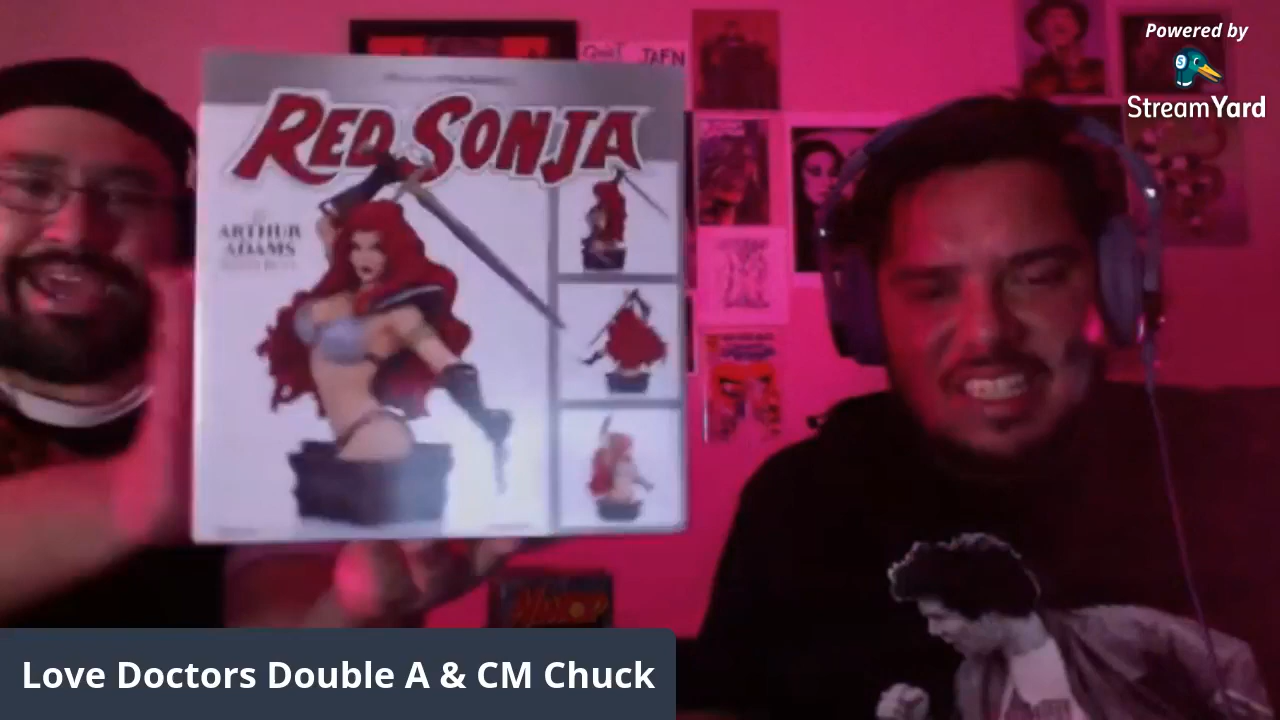 Powered by
StreamYard
RED SONJA
ARTHUR
ADAMS
Love Doctors Double A & CM Chuck